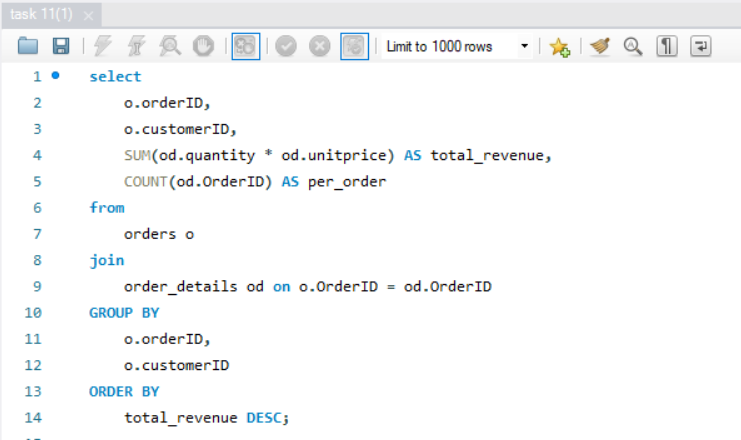 task 11(1) ×
Limit to 1000 rows
1 select
2 o.orderID,
3 o.customerID,
4 SUM(od.quantity * od.unitprice) AS total_revenue,
5 COUNT(od.OrderID) AS per_order
6 from
7 orders o
8 join
9 order_details od on o.OrderID = od.OrderID
10 GROUP BY
11 o.orderID,
12 o.customerID
13 ORDER BY
14 total_revenue DESC;